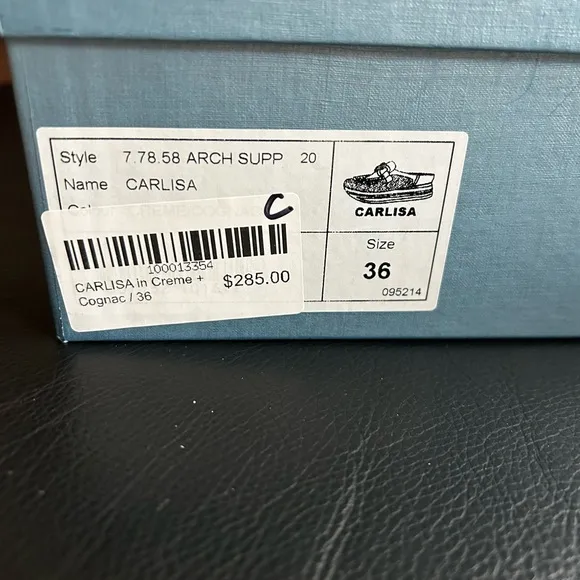 Style 7.78.58 ARCH SUPP 20
Name CARLISA
CARLISA
C
100013354
CARLISA in Creme +
Cognac / 36
$285.00
Size
36
095214